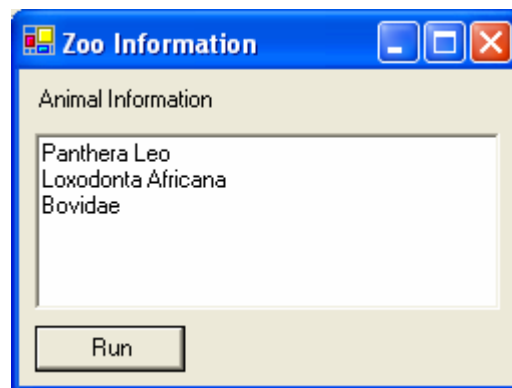 Zoo Information
Animal Information
Panthera Leo
Loxodonta Africana
Bovidae
Run